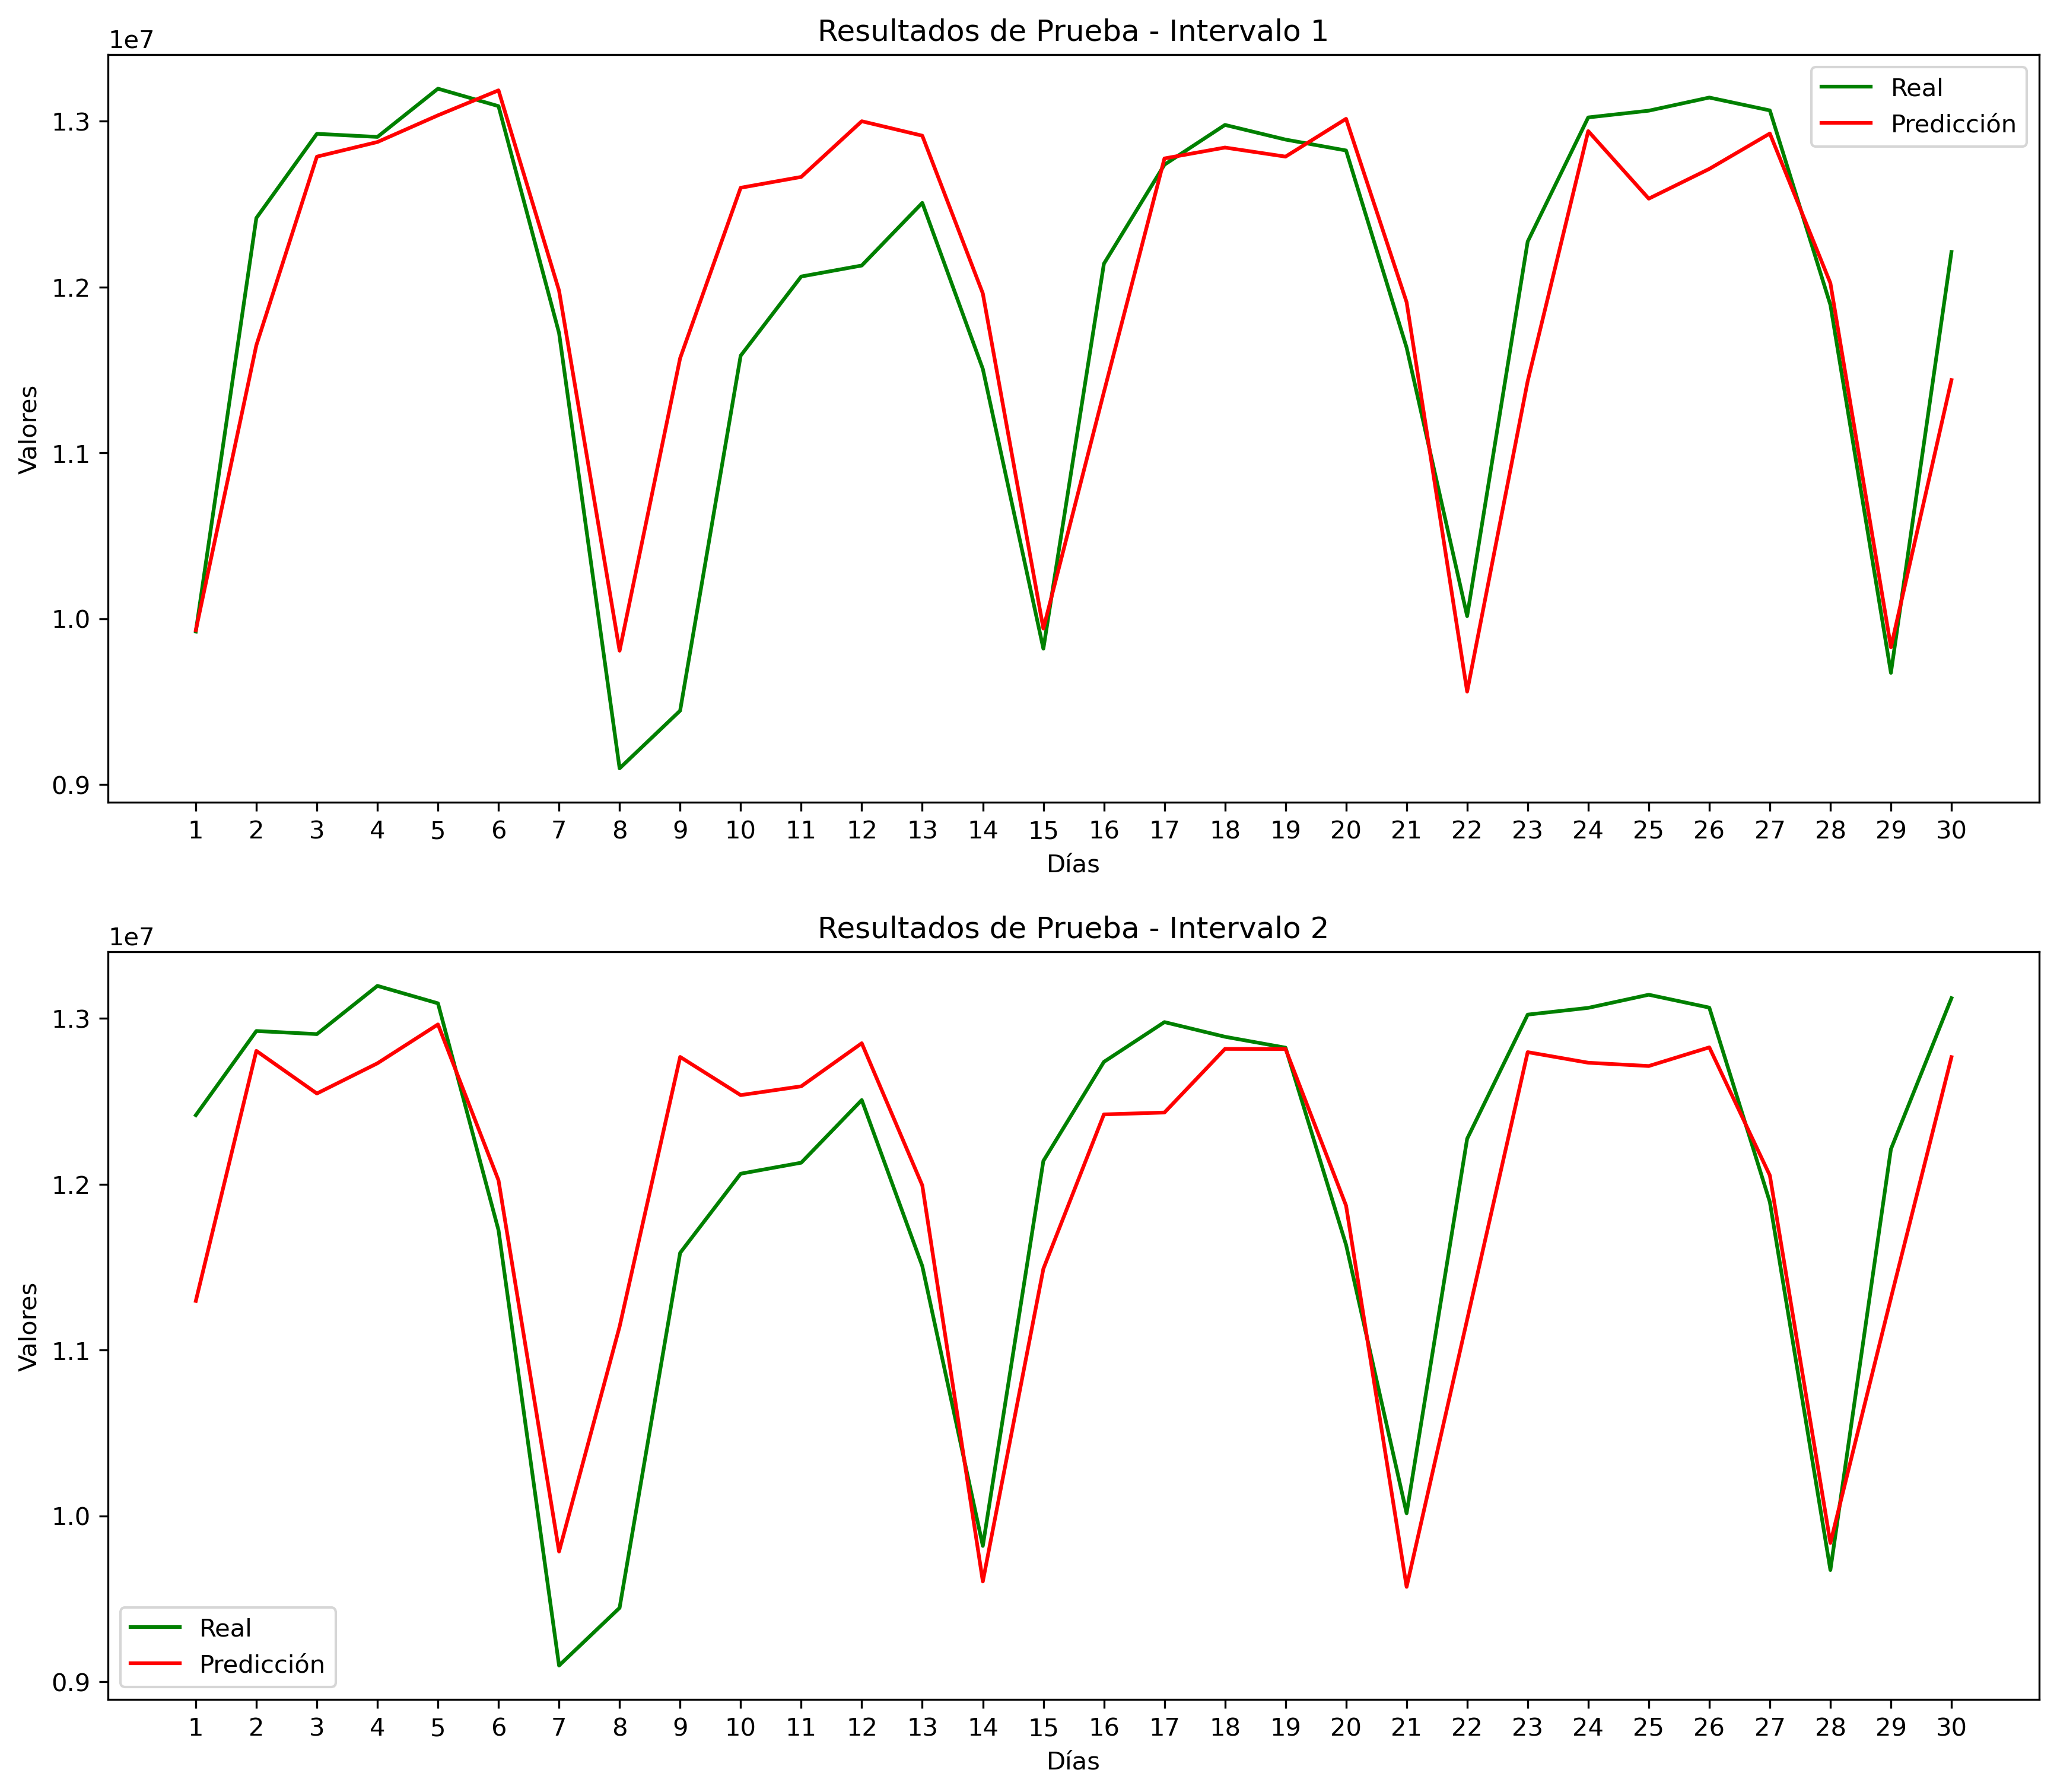 Resultados de Prueba - Intervalo 1
1e7
Real
Predicción
1.3
1.2
1.1
1.0
0.9
Valores
1 2 3 4 5 6 7 8 9 10 11 12 13 14 15 16 17 18 19 20 21 22 23 24 25 26 27 28 29 30
Días
Resultados de Prueba - Intervalo 2
1e7
1.3
1.2
1.1
1.0
0.9
Valores
Real
Predicción
1 2 3 4 5 6 7 8 9 10 11 12 13 14 15 16 17 18 19 20 21 22 23 24 25 26 27 28 29 30
Días